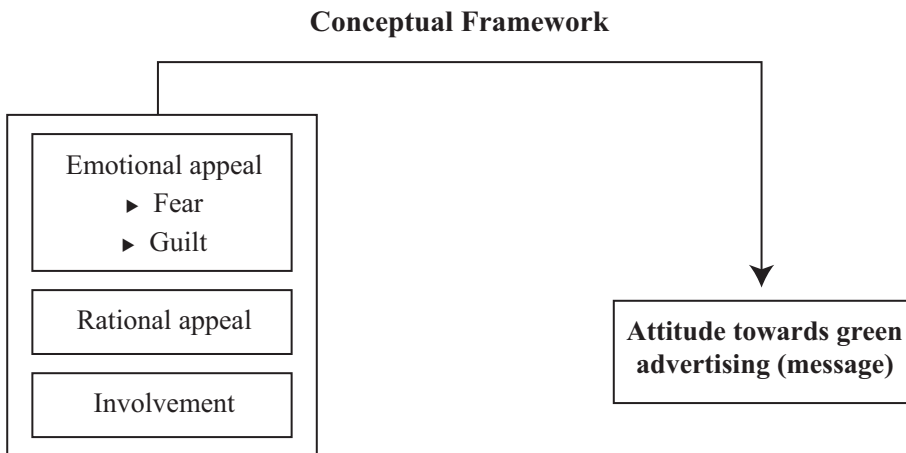 Conceptual Framework
Emotional appeal
Fear
Guilt
Rational appeal
Involvement
Attitude towards green
advertising (message)